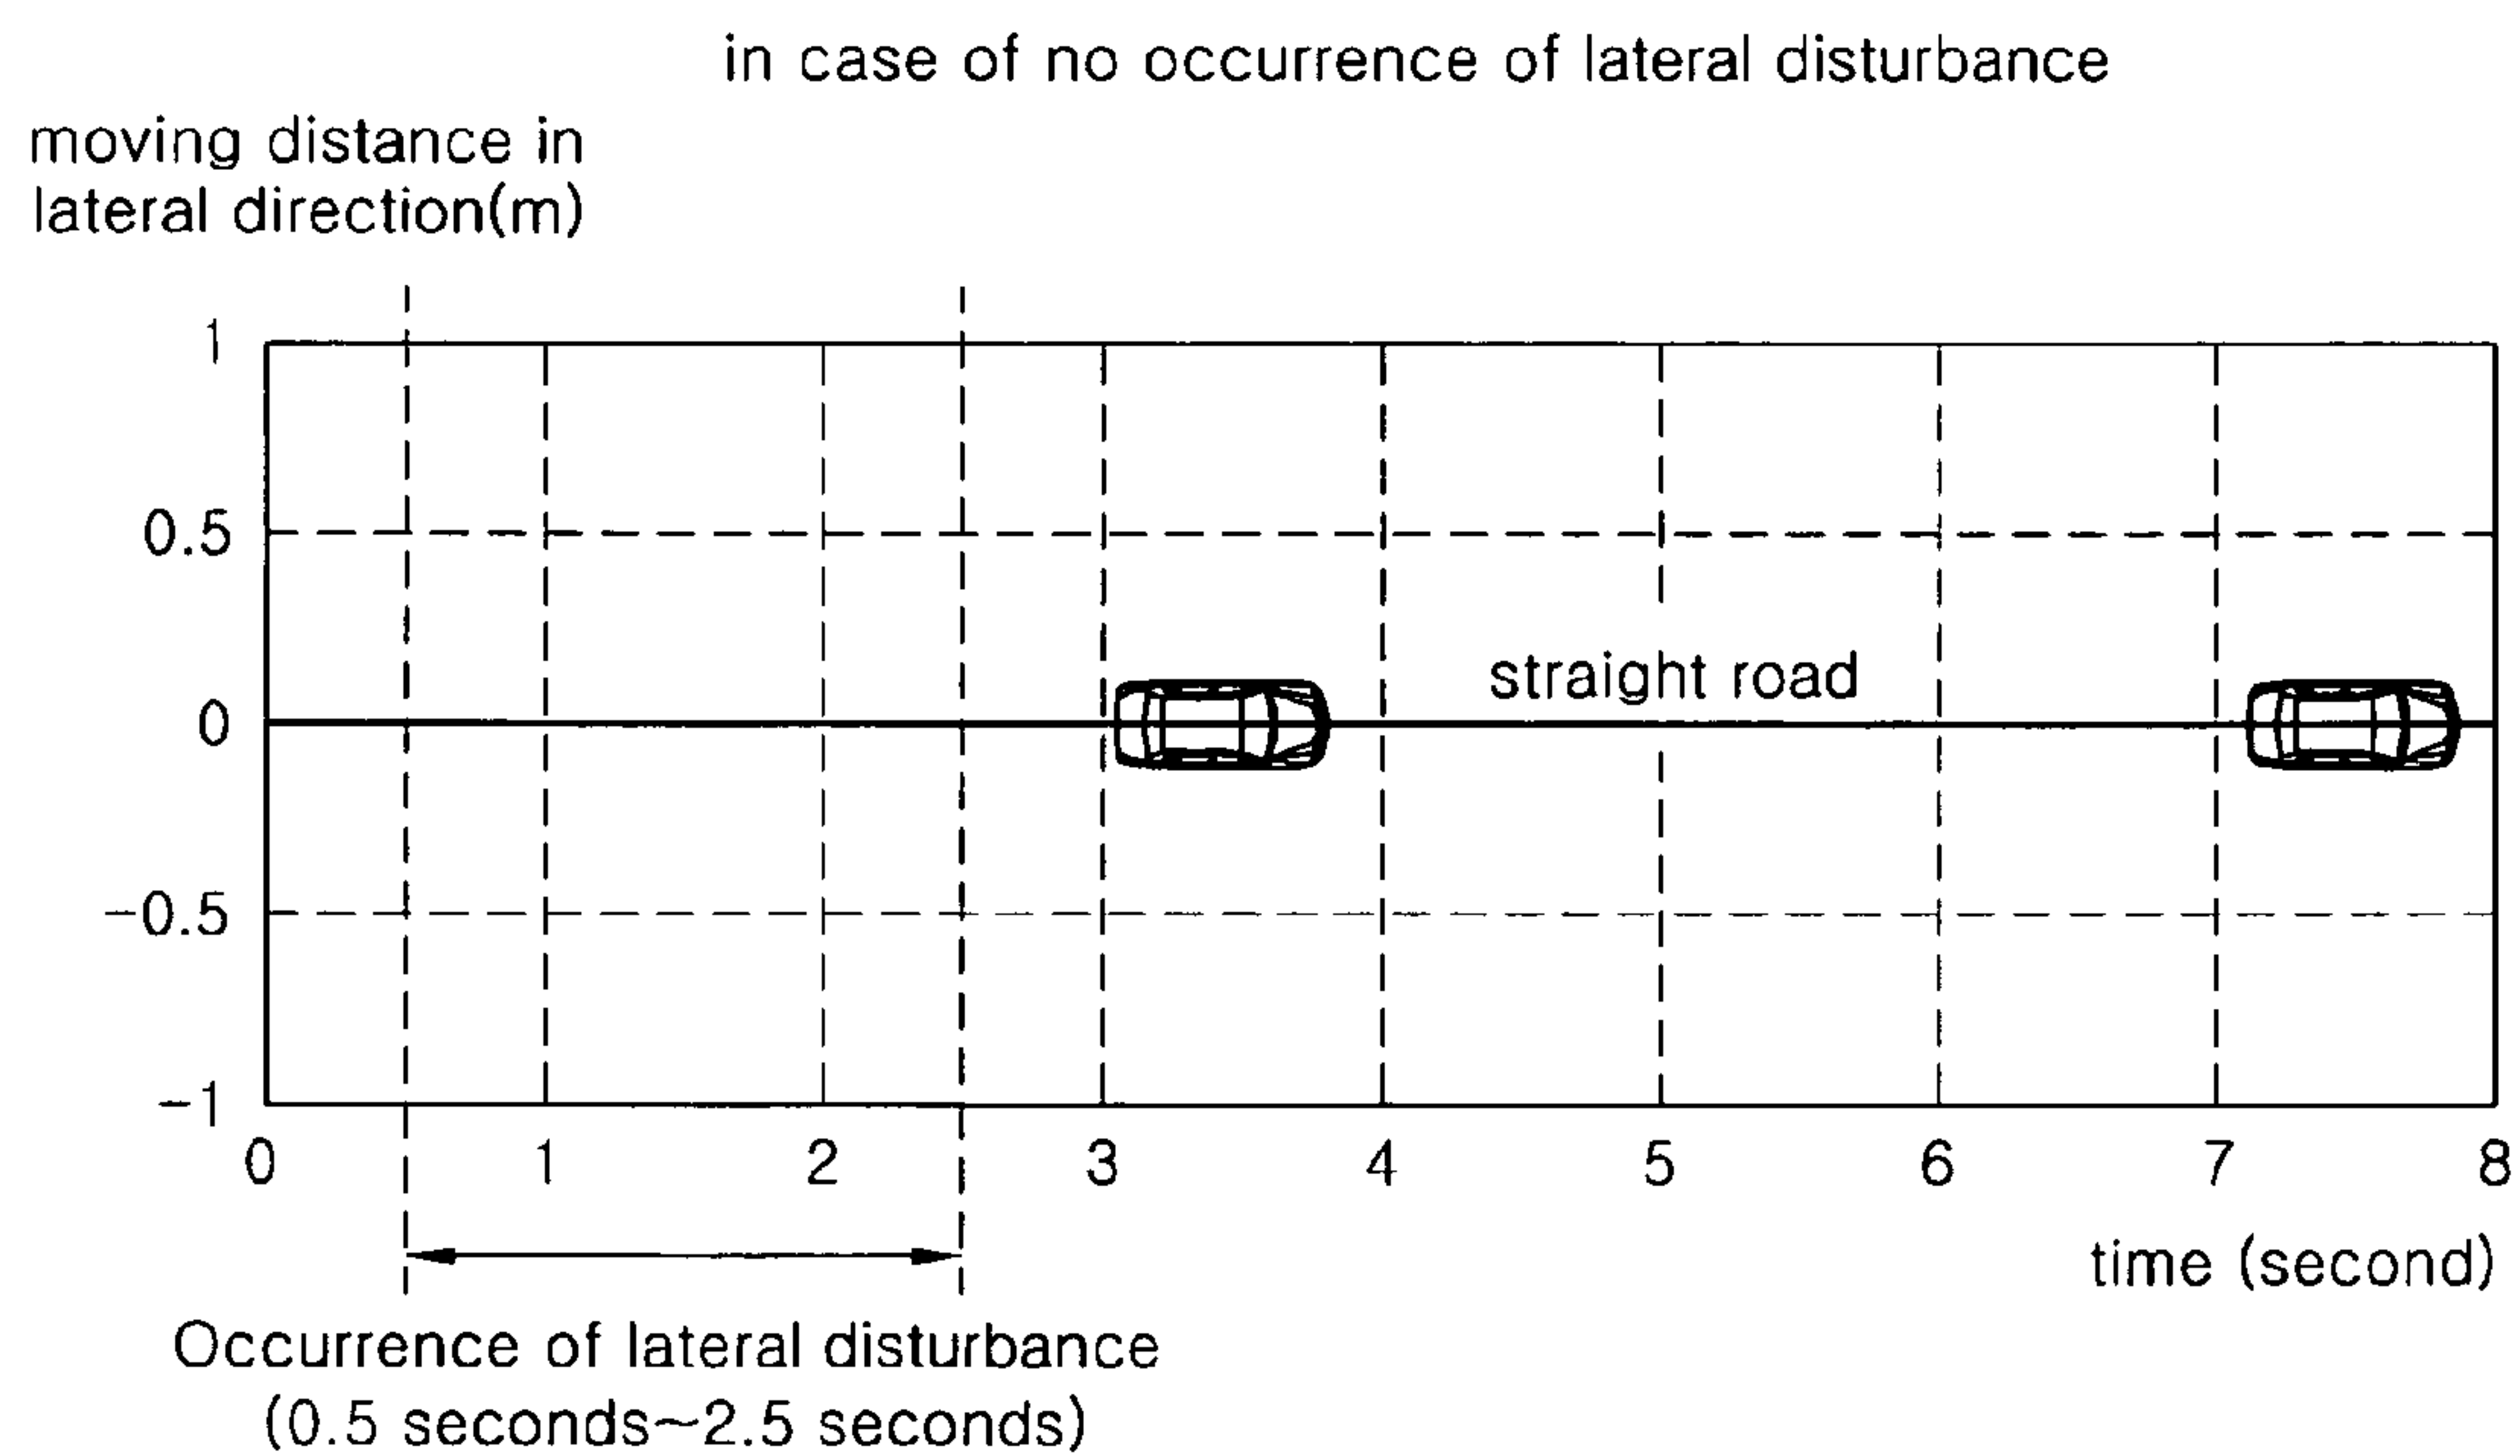 in case of no occurrence of lateral disturbance
moving distance in
lateral direction(m)
1
0.5
straight road
0
-0.5
-1
0 1 2 3 4 5 6 7 8
time (second)
Occurrence of lateral disturbance
(0.5 seconds~2.5 seconds)